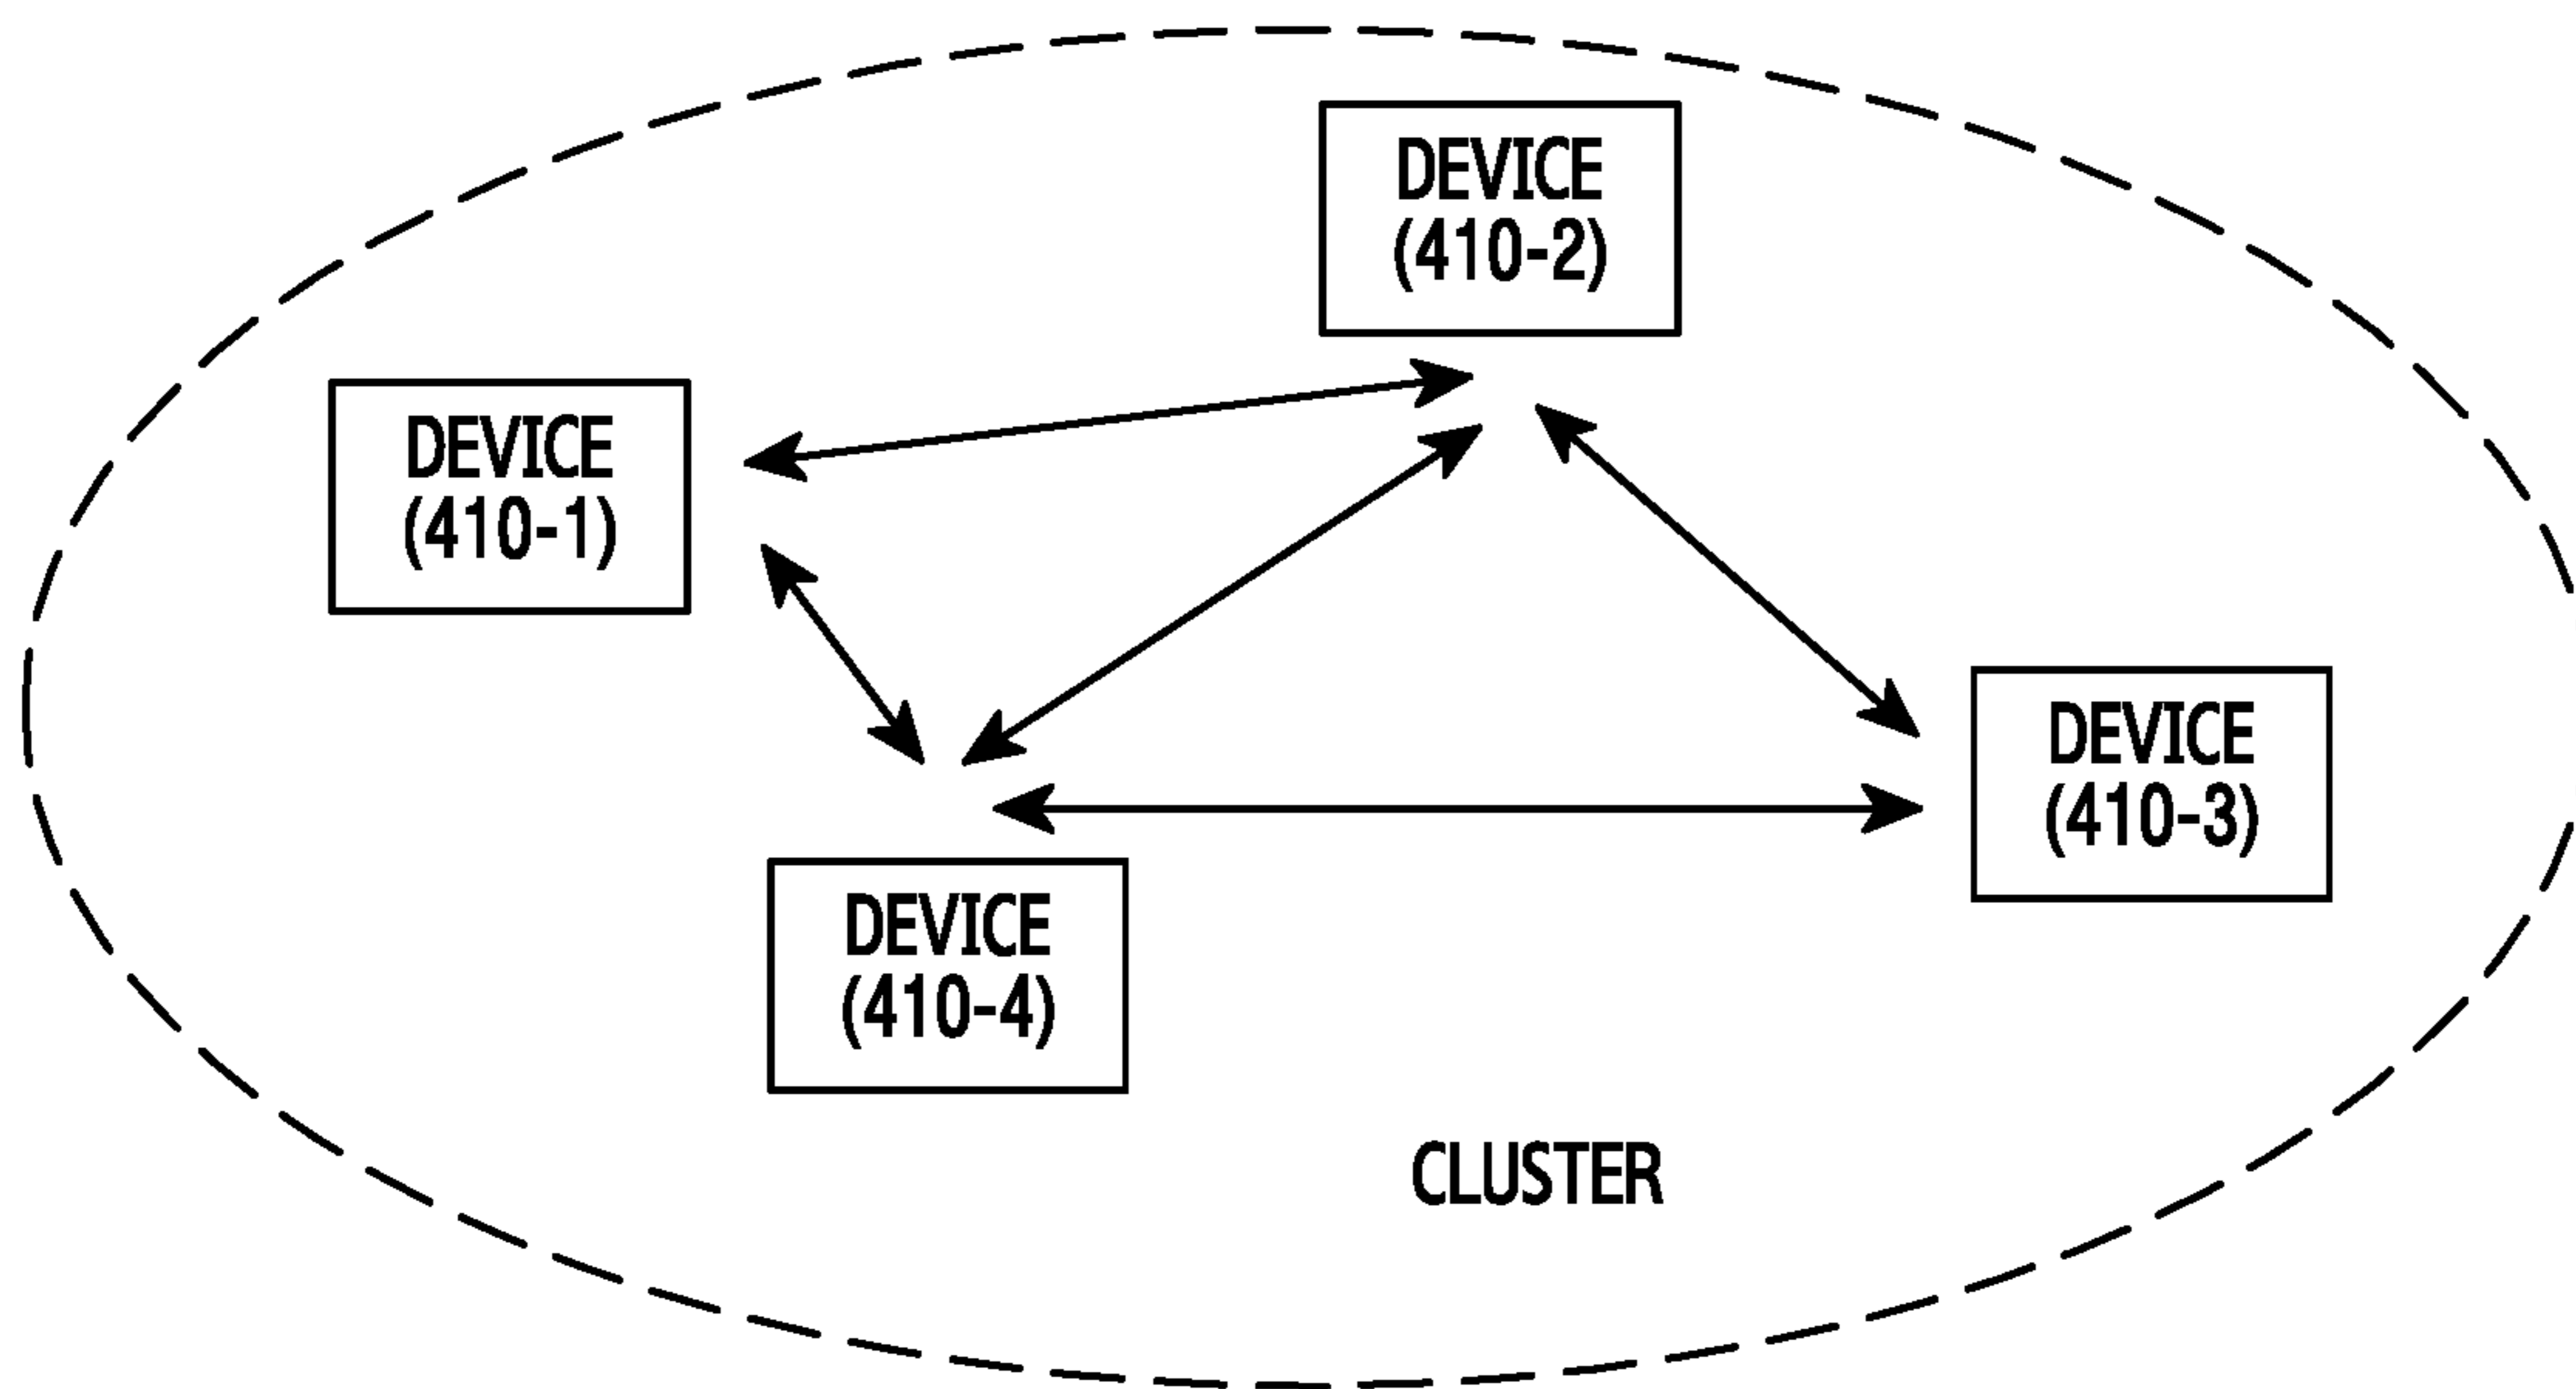 DEVICE
(410-2)
DEVICE
(410-1)
DEVICE
(410-3)
DEVICE
(410-4)
CLUSTER